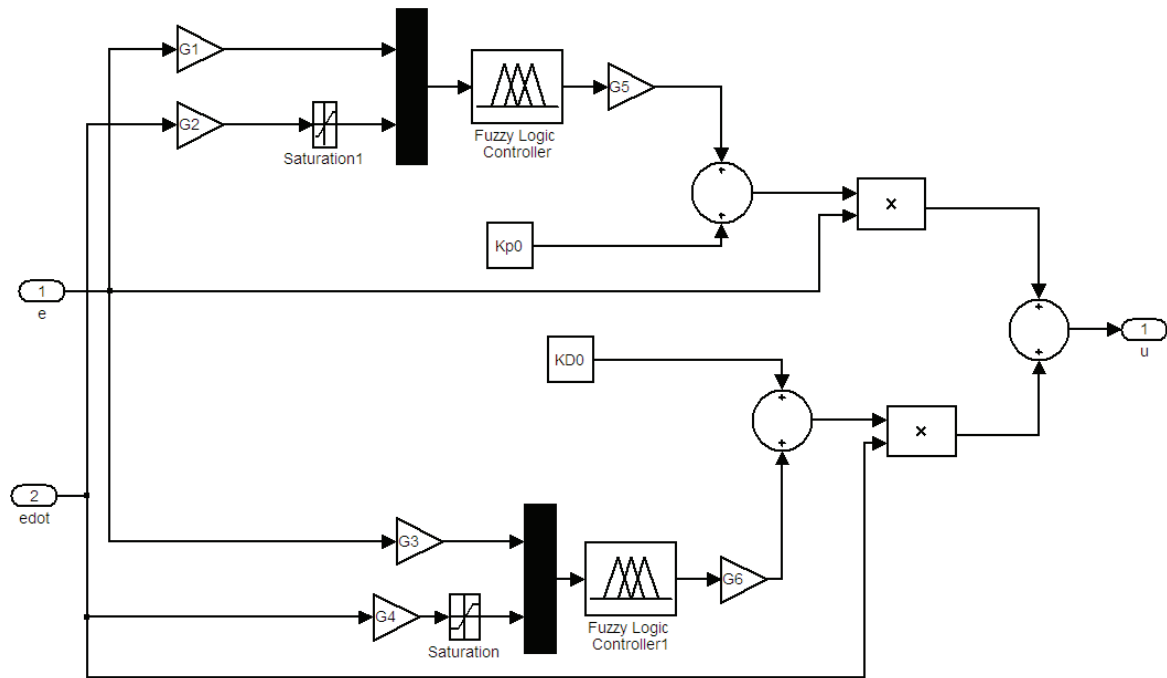 G1
G2
Saturation1
Fuzzy Logic
Controller
G5
+
+
Kp0
×
1
e
+
+
1
u
KD0
+
+
×
2
edot
G3
G4
Saturation
Fuzzy Logic
Controller1
G6